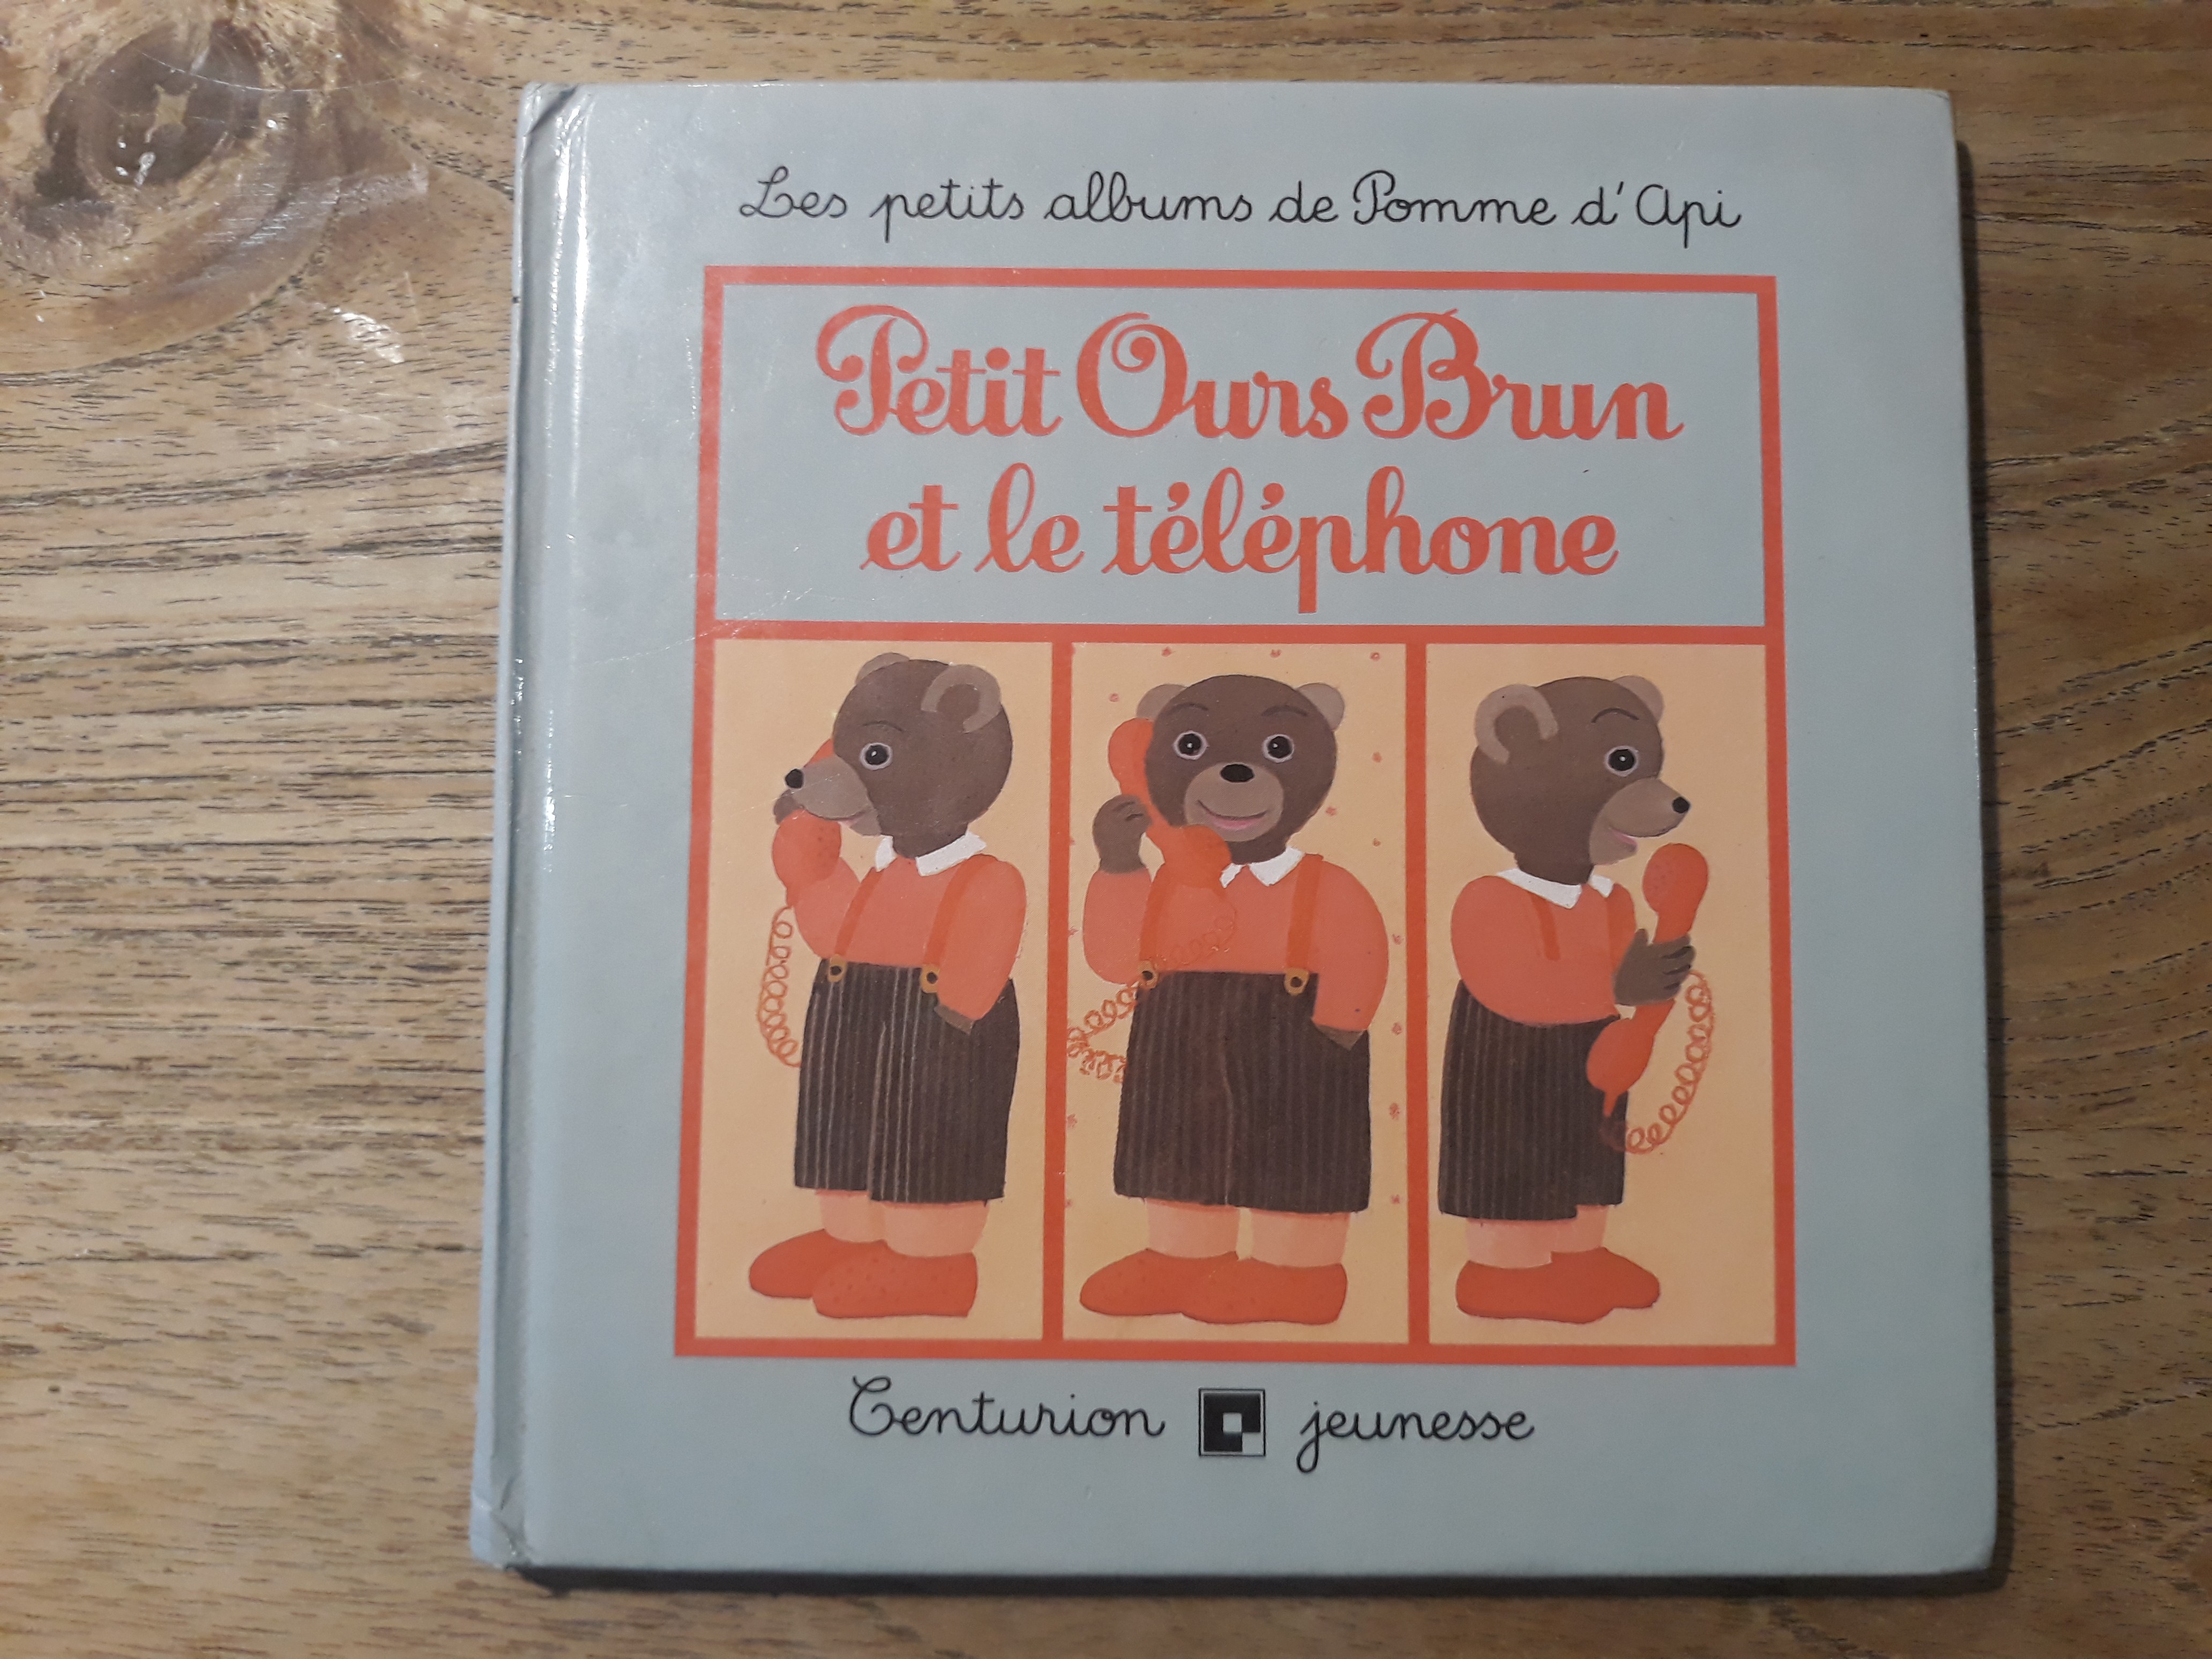 Les petits albums de Pomme d'Api
Petit Ours Brun
et le téléphone
Centurion jeunesse